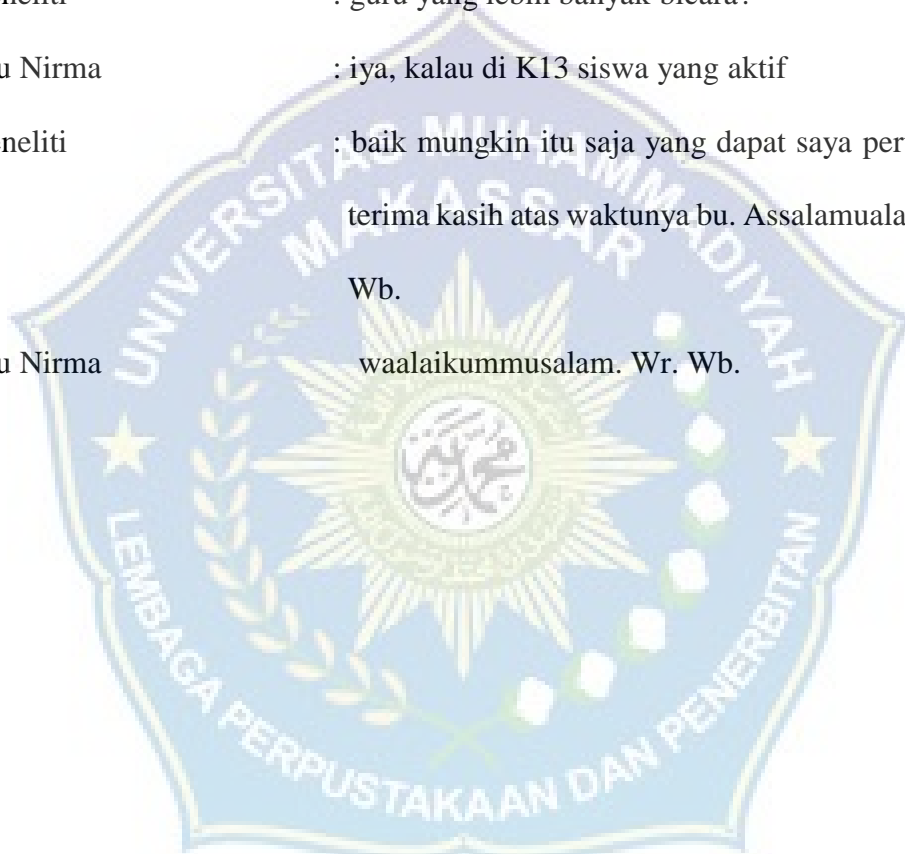 eneliti : guru yang lebih banyak bicara?
u Nirma : iya, kalau di K13 siswa yang aktif
eneliti : baik mungkin itu saja yang dapat saya per
terima kasih atas waktunya bu. Assalamuala
Wb.
u Nirma waalaikummusalam. Wr. Wb.
UNIVERSITAS MUHAMMADIYAH
MAKASSAR
LEMBAGA PERPUSTAKAAN DAN PENERBITAN